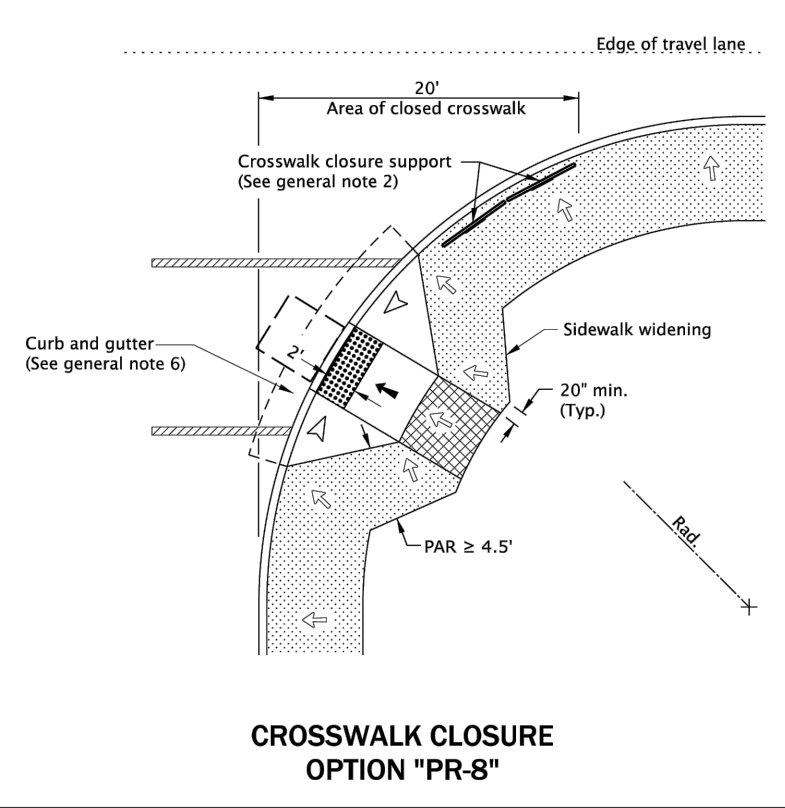 Edge of travel lane
20'
Area of closed crosswalk
Crosswalk closure support
(See general note 2)
Curb and gutter
(See general note 6)
2'
Sidewalk widening
20" min.
(Typ.)
Rad.
PAR ≥ 4.5'
CROSSWALK CLOSURE
OPTION "PR-8"